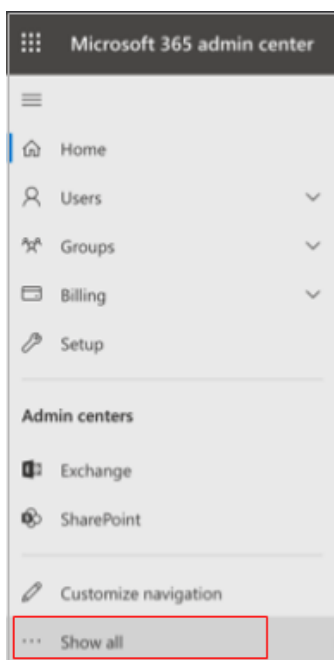 Microsoft 365 admin center
Home
Users
Groups
Billing
Setup
Admin centers
Exchange
SharePoint
Customize navigation
Show all